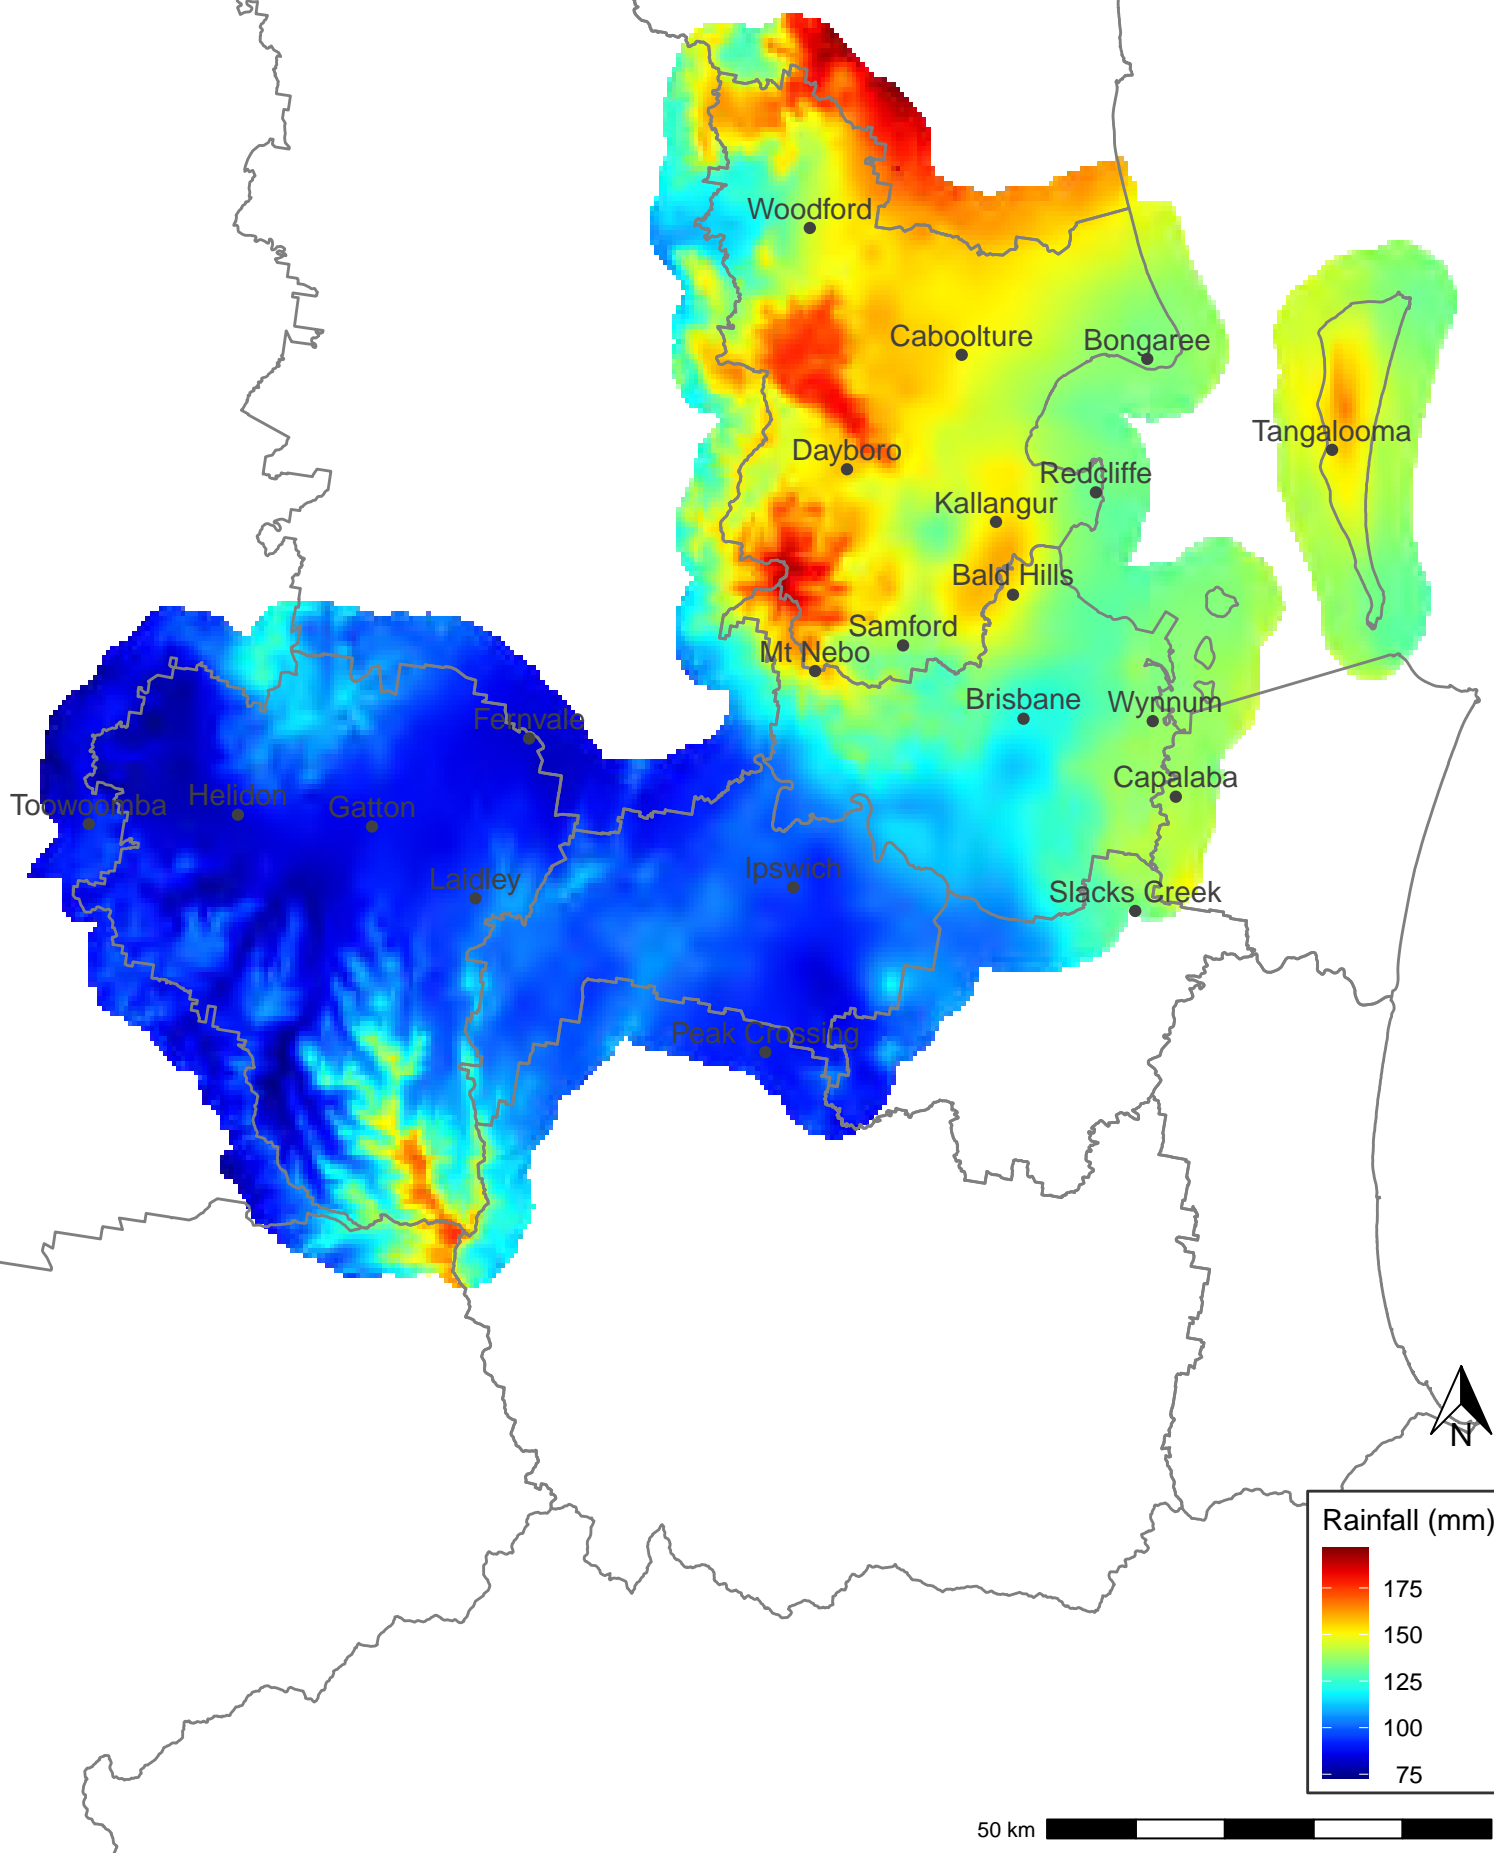 Woodford
Caboolture
Bongaree
Tangalooma
Dayboro
Redcliffe
Kallangur
Bald Hills
Samford
Mt Nebo
Brisbane
Wynnum
Fernvale
Capalaba
Toowoomba
Helidon
Gatton
Laidley
Ipswich
Slacks Creek
Peak Crossing
N
Rainfall (mm)
175
150
125
100
75
50 km